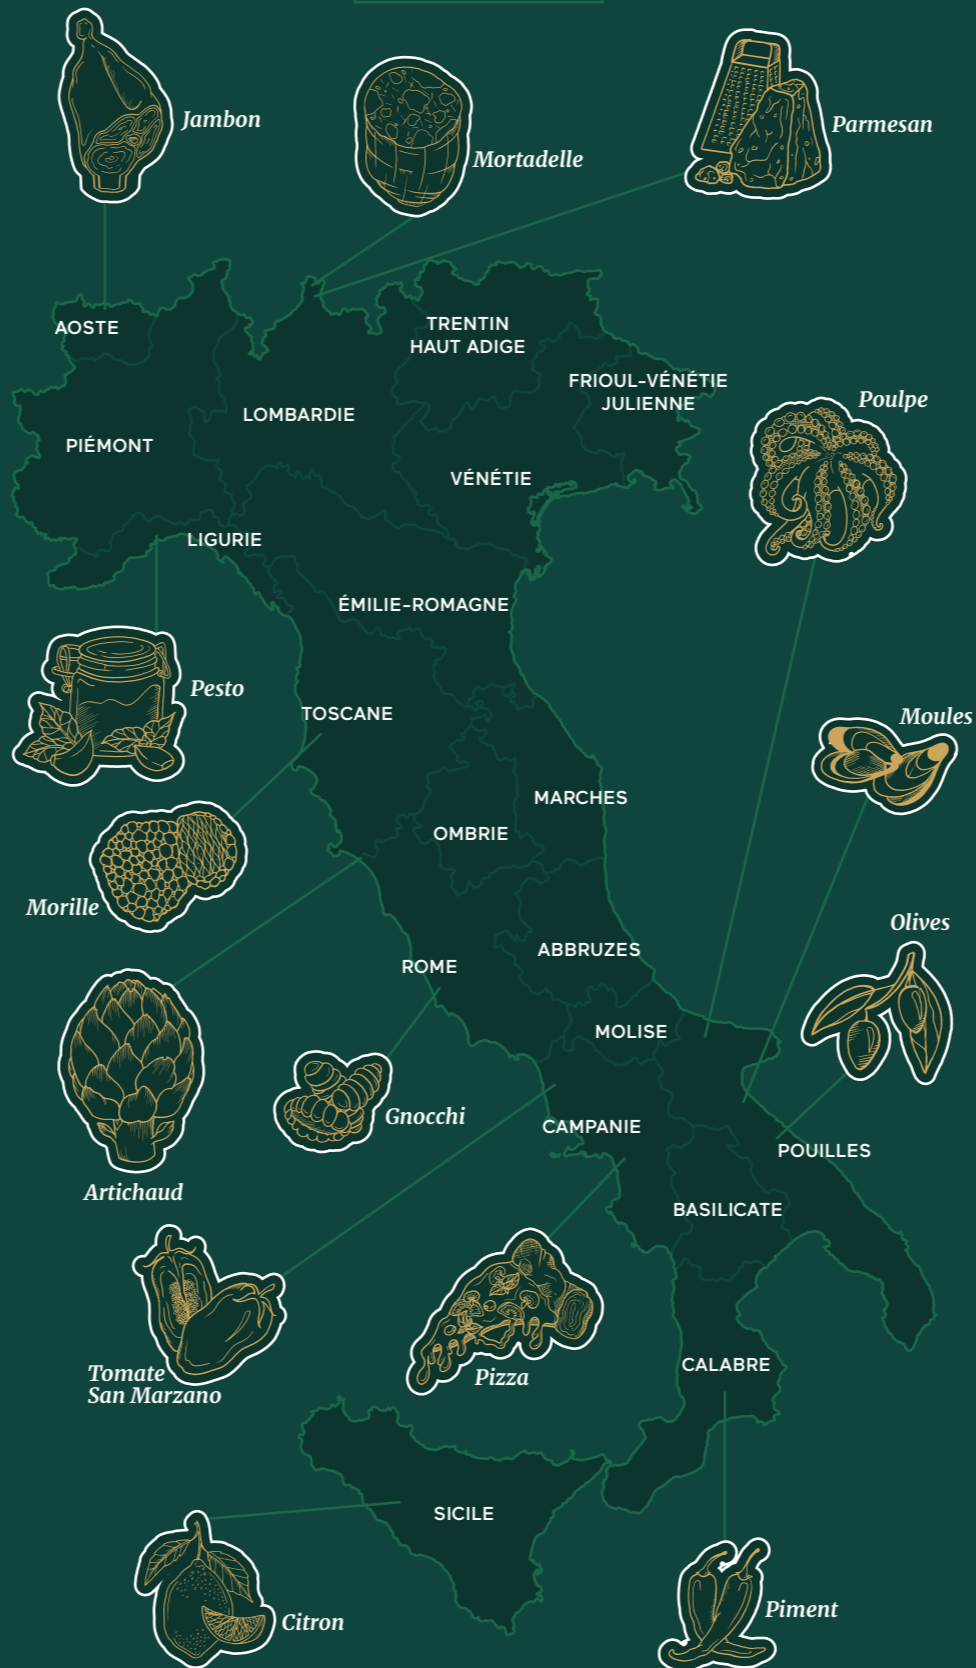 Jambon
Mortadelle
Parmesan
AOSTE
TRENTIN
HAUT ADIGE
FRIOUL-VÉNÉTIE
JULIENNE
Poulpe
LOMBARDIE
PIÉMONT
VÉNÉTIE
LIGURIE
ÉMILIE-ROMAGNE
Pesto
TOSCANE
Moules
MARCHES
OMBRIE
Morille
Olives
ABBRUZES
ROME
MOLISE
Gnocchi
CAMPANIE
POUILLES
Artichaud
BASILICATE
Tomate
San Marzano
Pizza
CALABRE
SICILE
Citron
Piment